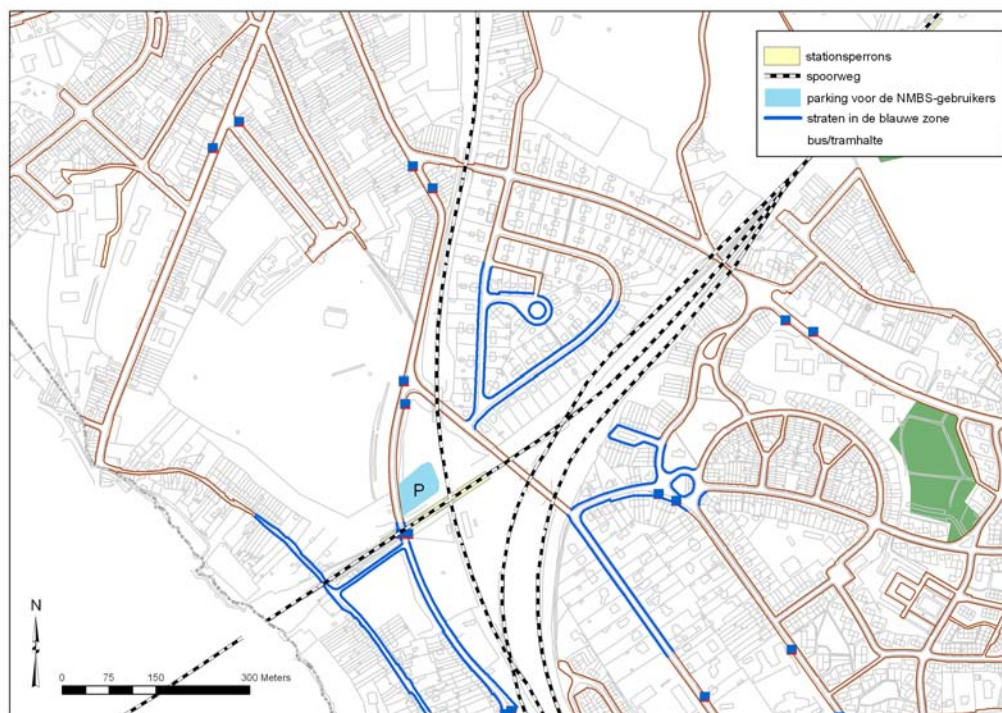 stationsperrons
spoorweg
parking voor de NMBS-gebruikers
straten in de blauwe zone
bus/tramhalte
P
N
0 75 150 300 Meters